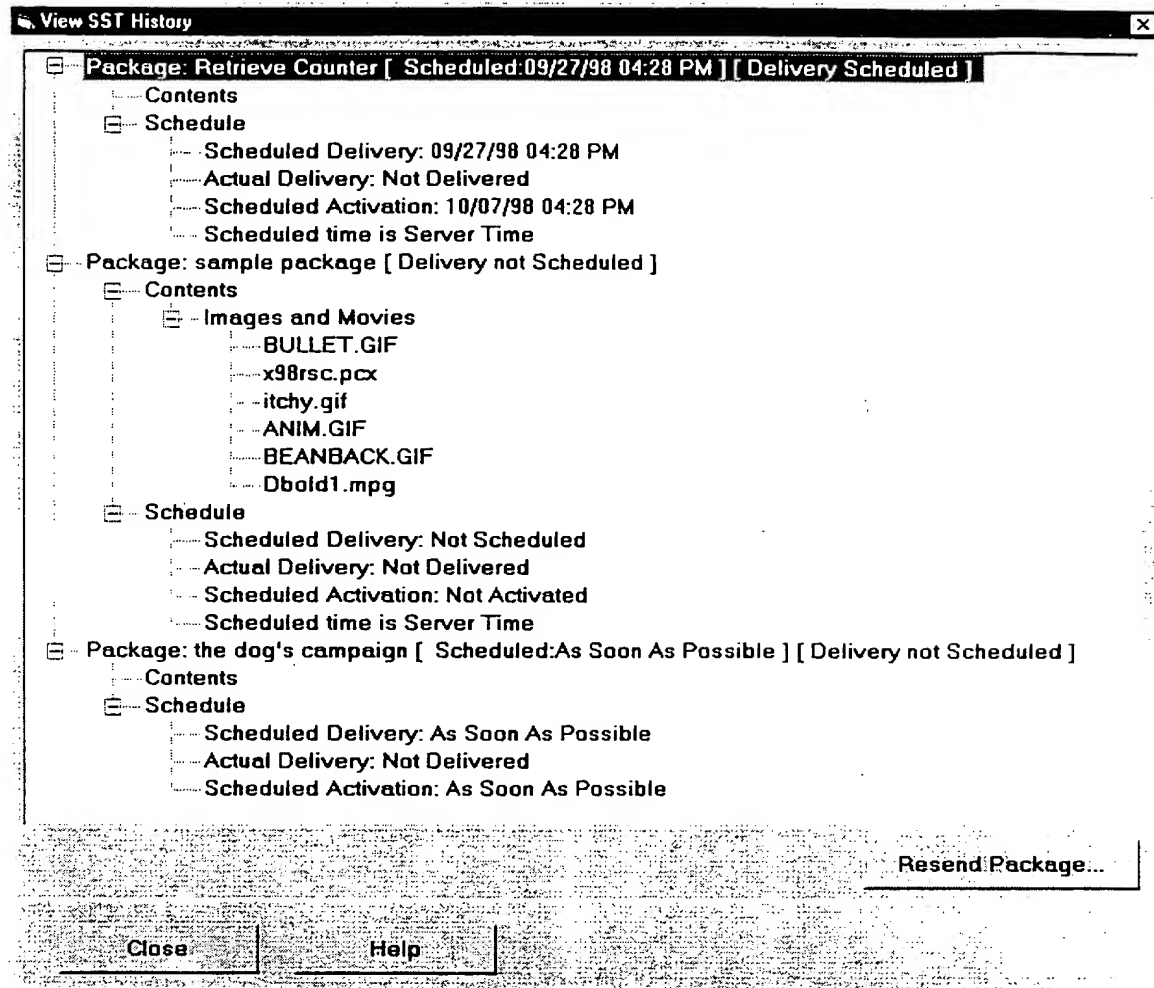 View SST History
Package: Retrieve Counter [ Scheduled:09/27/98 04:28 PM ] [ Delivery Scheduled ]
Contents
Schedule
Scheduled Delivery: 09/27/98 04:28 PM
Actual Delivery: Not Delivered
Scheduled Activation: 10/07/98 04:28 PM
Scheduled time is Server Time
Package: sample package [ Delivery not Scheduled ]
Contents
Images and Movies
BULLET.GIF
x98rsc.pcx
itchy.gif
ANIM.GIF
BEANBACK.GIF
Dbold1.mpg
Schedule
Scheduled Delivery: Not Scheduled
Actual Delivery: Not Delivered
Scheduled Activation: Not Activated
Scheduled time is Server Time
Package: the dog's campaign [ Scheduled:As Soon As Possible ] [ Delivery not Scheduled ]
Contents
Schedule
Scheduled Delivery: As Soon As Possible
Actual Delivery: Not Delivered
Scheduled Activation: As Soon As Possible
Resend Package...
Close Help